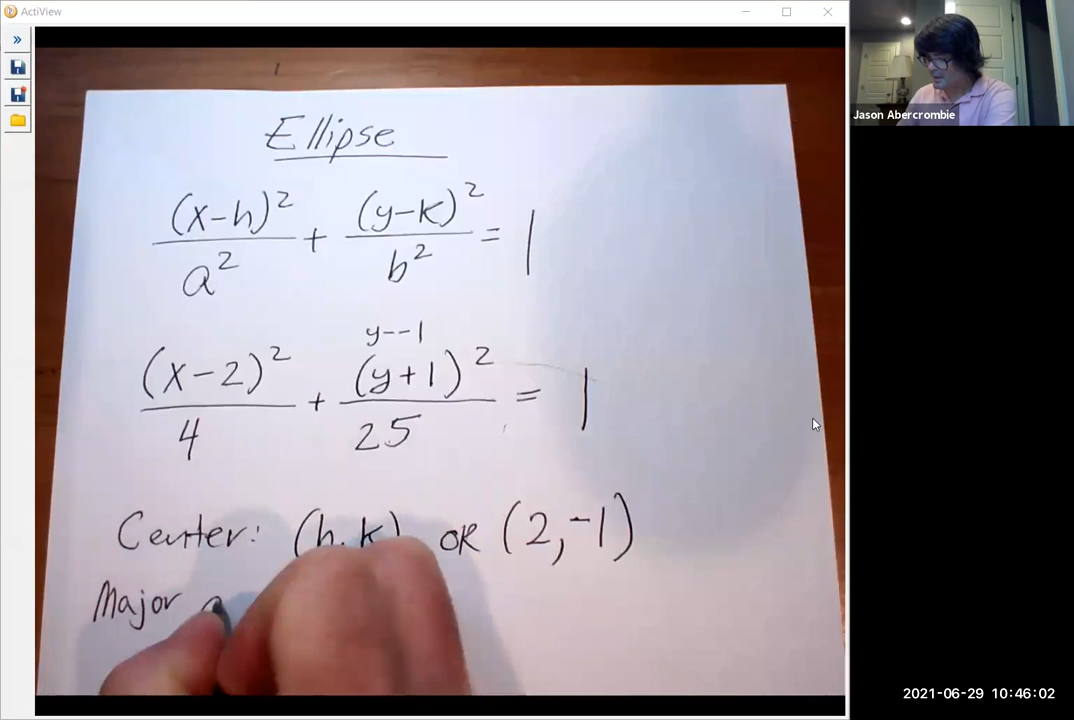 ActiView
»
Ellipse
(x-h)²/a² + (y-k)²/b² = 1
y--1
(x-2)²/4 + (y+1)²/25 = 1
Center: (h,k) OR (2,-1)
Major a
Jason Abercrombie
2021-06-29 10:46:02